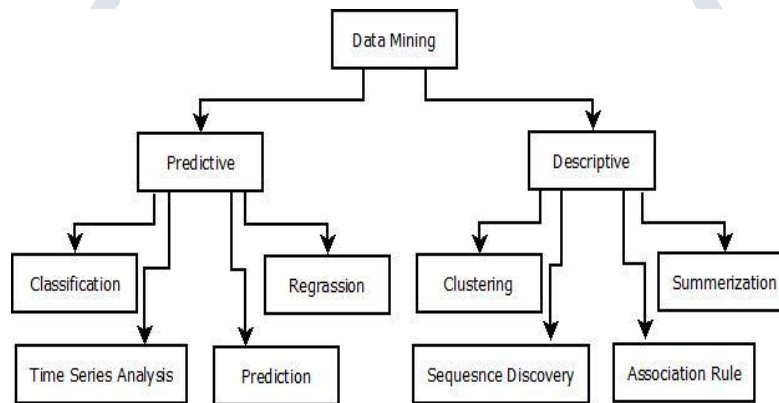 Data Mining
Predictive
Descriptive
Classification
Regrassion
Clustering
Summerization
Time Series Analysis
Prediction
Sequesnce Discovery
Association Rule